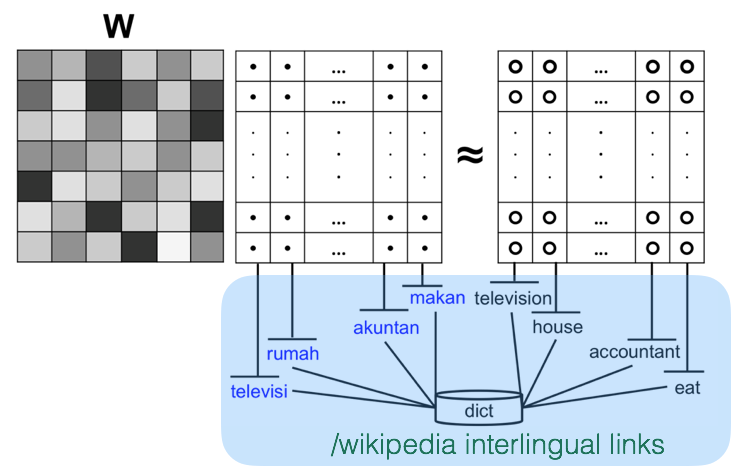 W
...
...
≈
...
...
...
...
...
...
makan television
akuntan house
rumah accountant
televisi eat
dict
/wikipedia interlingual links